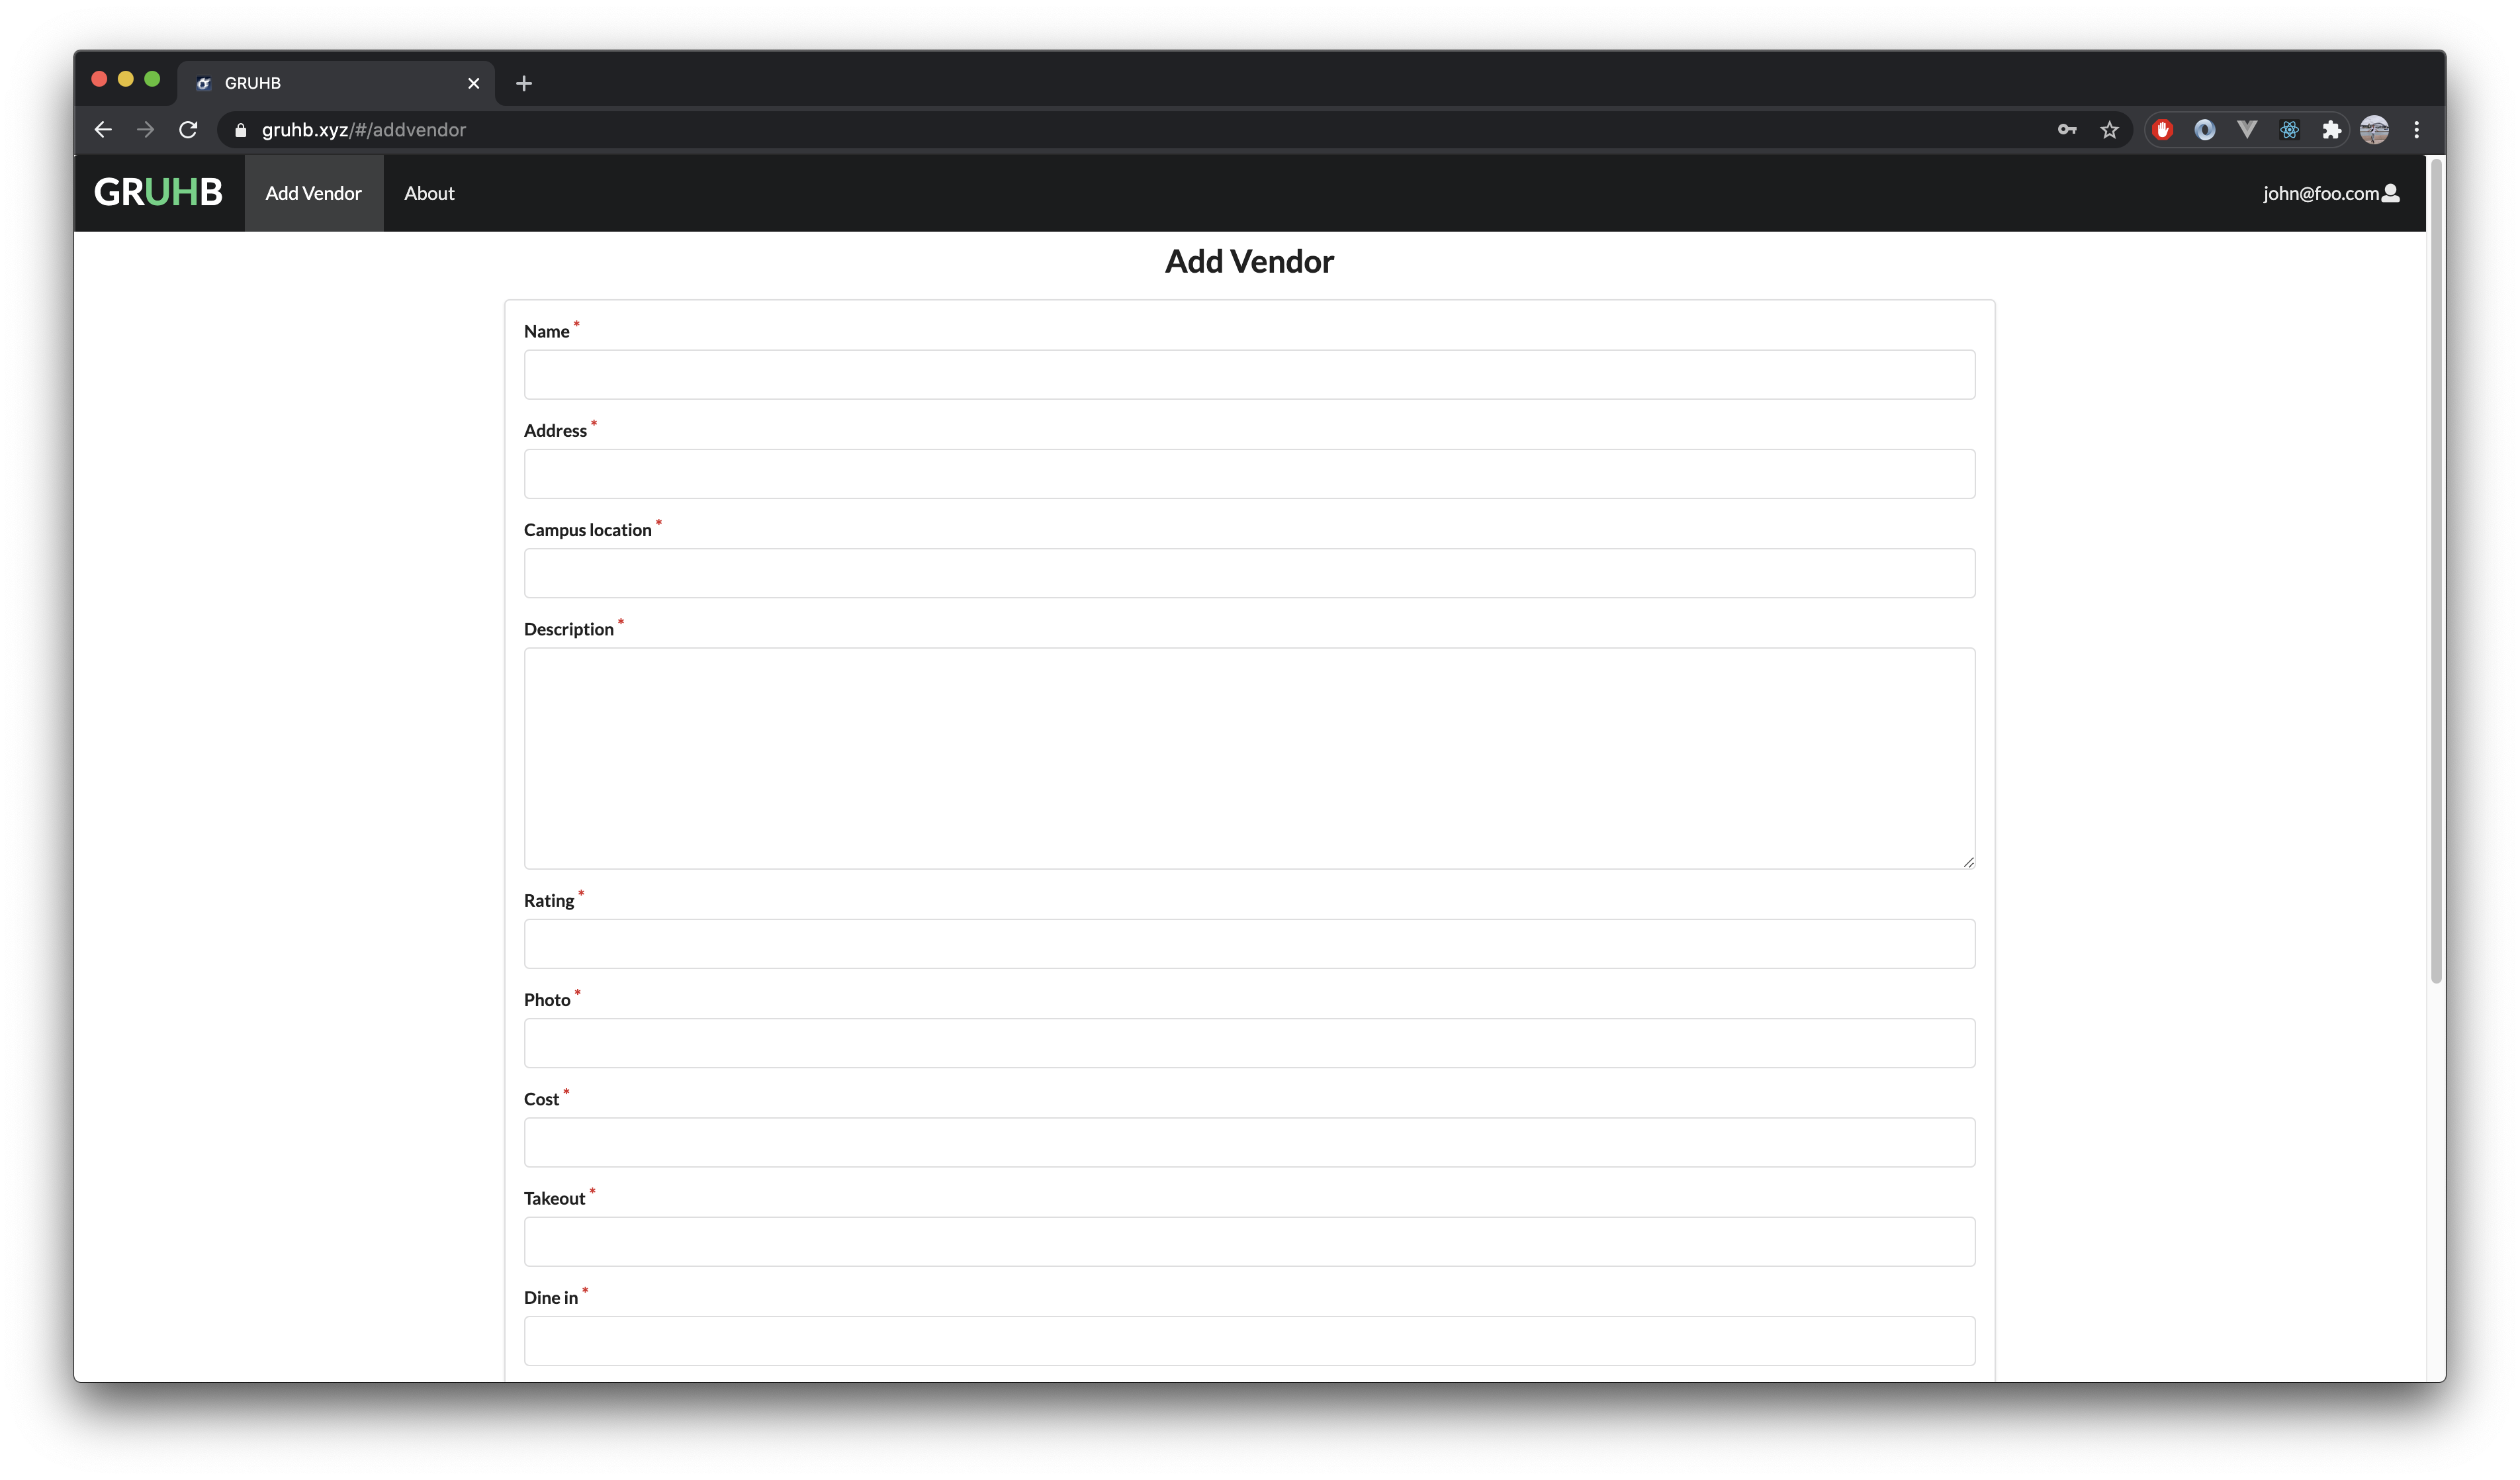 GRUHB
gruhb.xyz/#/addvendor
GRUHB Add Vendor About john@foo.com
Add Vendor
Name *
Address *
Campus location *
Description *
Rating *
Photo *
Cost *
Takeout *
Dine in *